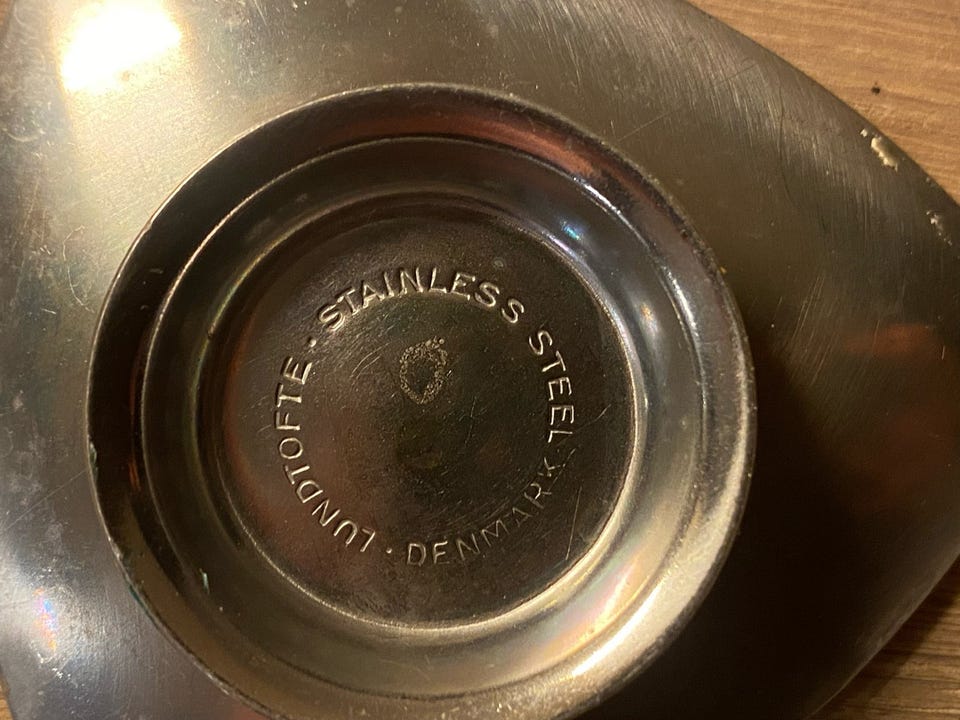 LUNDTOFTE · STAINLESS STEEL
· DENMARK